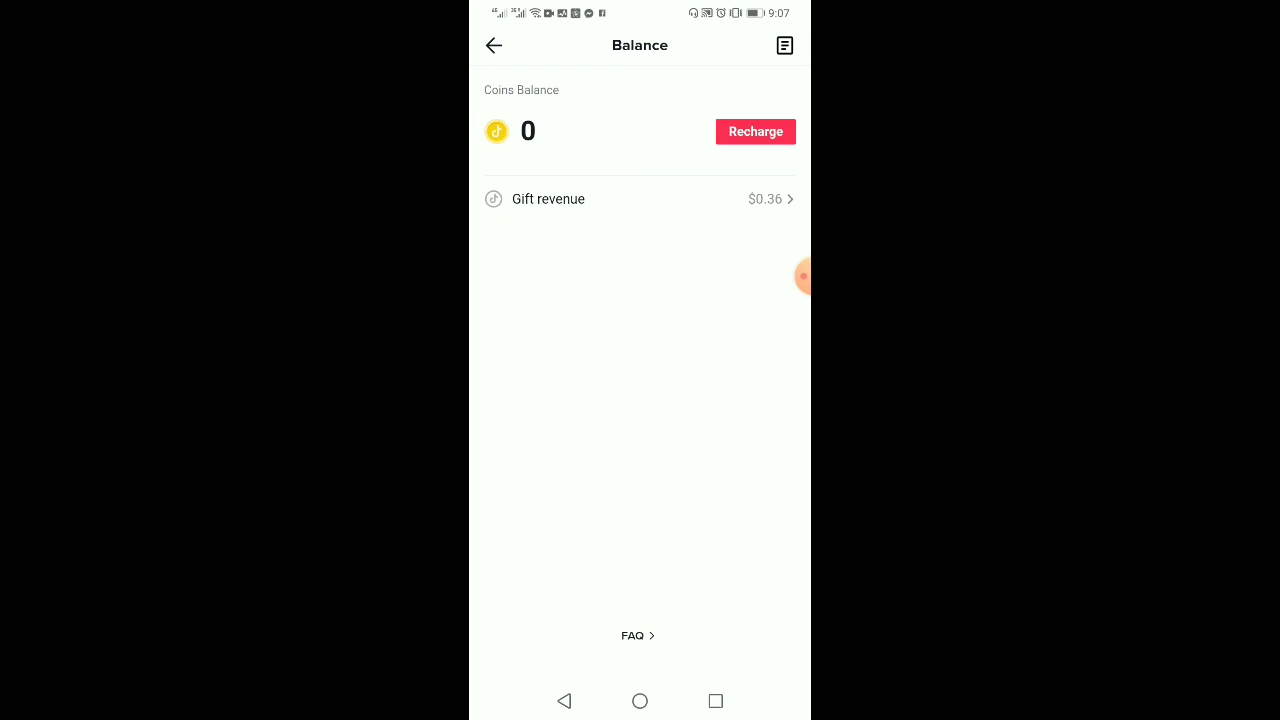 9:07
Balance
Coins Balance
0
Recharge
Gift revenue
$0.36
FAQ